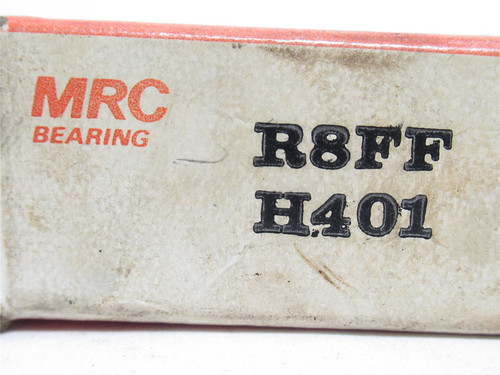 MRC
BEARING
R8FF
H401